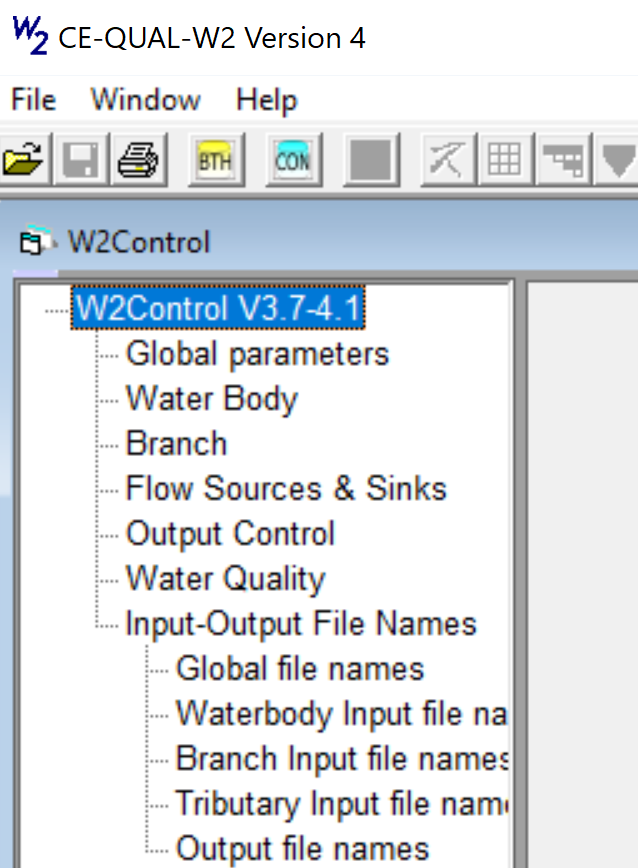 W2 CE-QUAL-W2 Version 4
File Window Help
BTH CON
W2Control
W2Control V3.7-4.1
Global parameters
Water Body
Branch
Flow Sources & Sinks
Output Control
Water Quality
Input-Output File Names
Global file names
Waterbody Input file na
Branch Input file names
Tributary Input file nam
Output file names